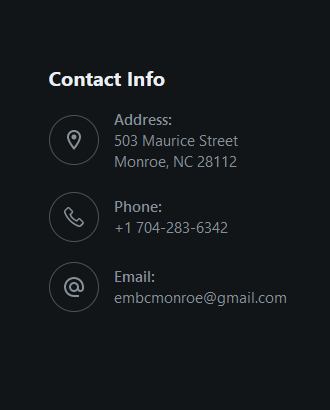 Contact Info
Address:
503 Maurice Street
Monroe, NC 28112
Phone:
+1 704-283-6342
Email:
embcmonroe@gmail.com